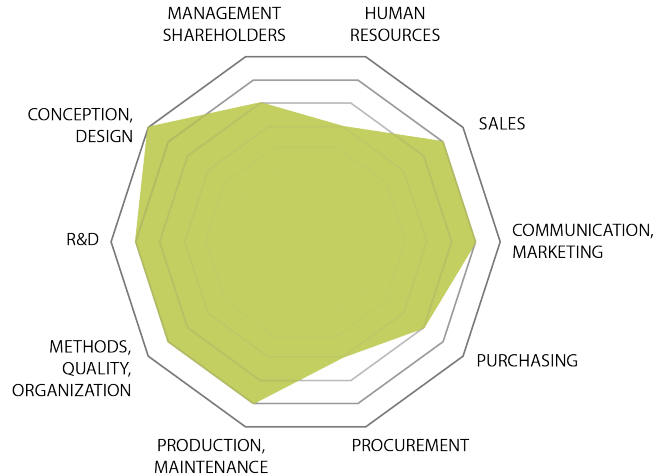 MANAGEMENT
SHAREHOLDERS
HUMAN
RESOURCES
CONCEPTION,
DESIGN
SALES
R&D
COMMUNICATION,
MARKETING
METHODS,
QUALITY,
ORGANIZATION
PURCHASING
PRODUCTION,
MAINTENANCE
PROCUREMENT